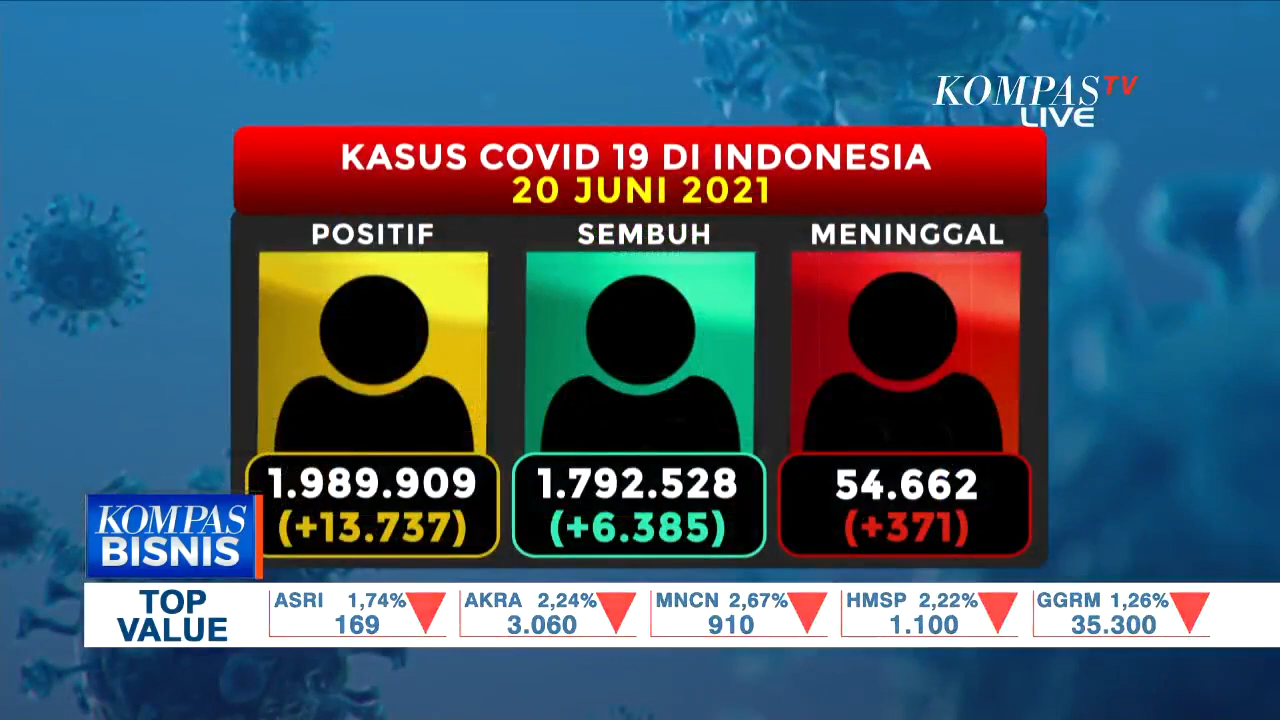 KOMPAS TV
LIVE
KASUS COVID 19 DI INDONESIA
20 JUNI 2021
POSITIF
SEMBUH
MENINGGAL
1.989.909
(+13.737)
1.792.528
(+6.385)
54.662
(+371)
KOMPAS
BISNIS
TOP
VALUE
ASRI 1,74%
169
AKRA 2,24%
3.060
MNCN 2,67%
910
HMSP 2,22%
1.100
GGRM 1,26%
35.300